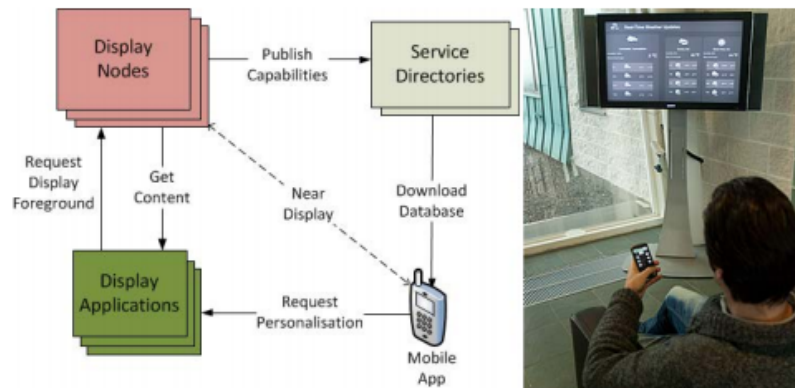 Display
Nodes
Publish
Capabilities
Service
Directories
Request
Display
Foreground
Get
Content
Near
Display
Download
Database
Display
Applications
Request
Personalisation
Mobile
App